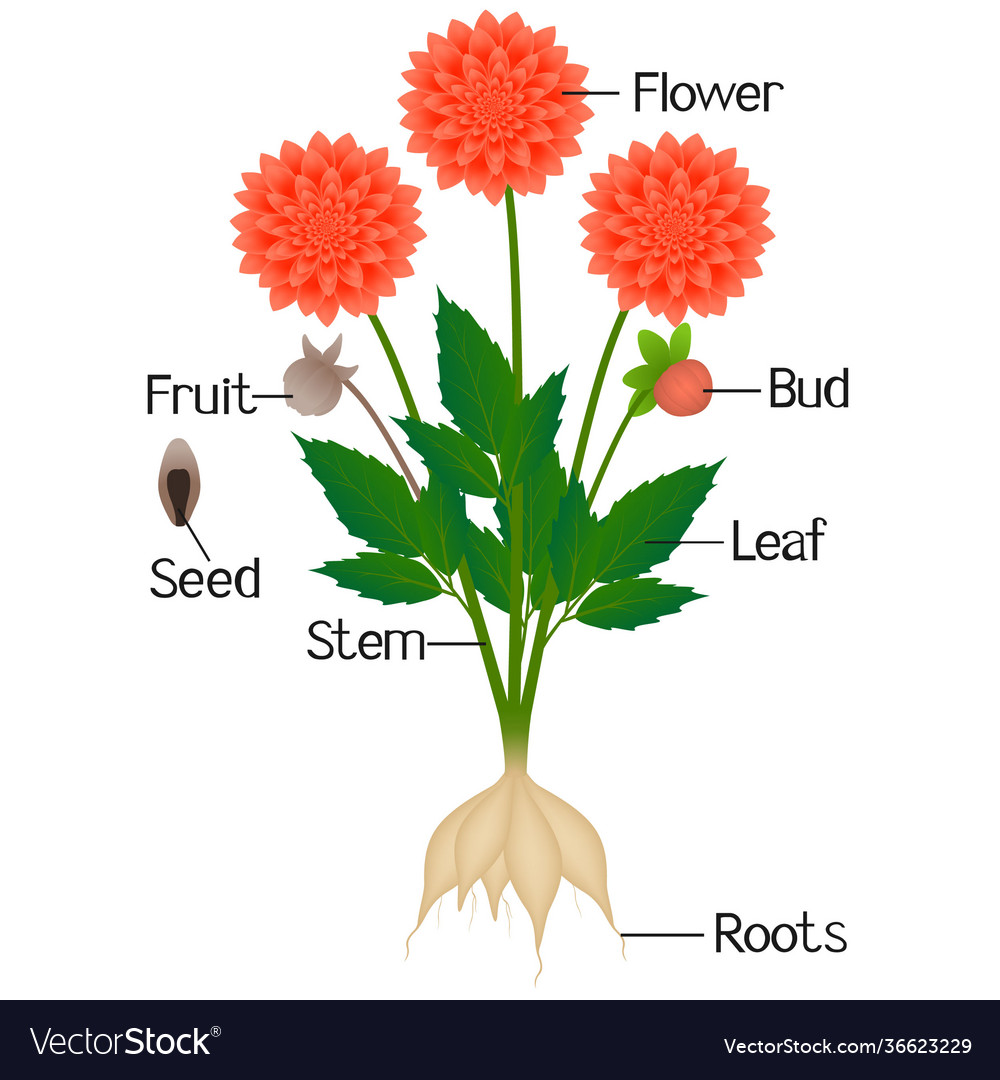 Flower
Fruit
Bud
Seed
Leaf
Stem
Roots
VectorStock®
VectorStock.com/36623229